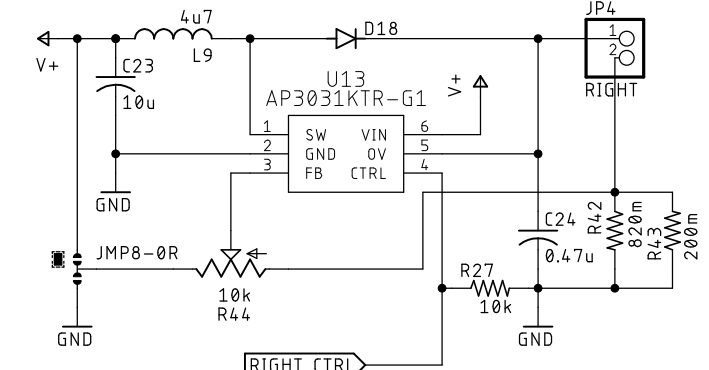 4u7
L9
D18
JP4
1
2
RIGHT
V+
C23
10u
U13
AP3031KTR-G1
V+
1
SW
VIN
6
2
GND
OV
5
3
FB
CTRL
4
GND
JMP8-0R
10k
R44
C24
0.47u
R42
820m
R43
200m
R27
10k
GND
GND
RIGHT CTRL